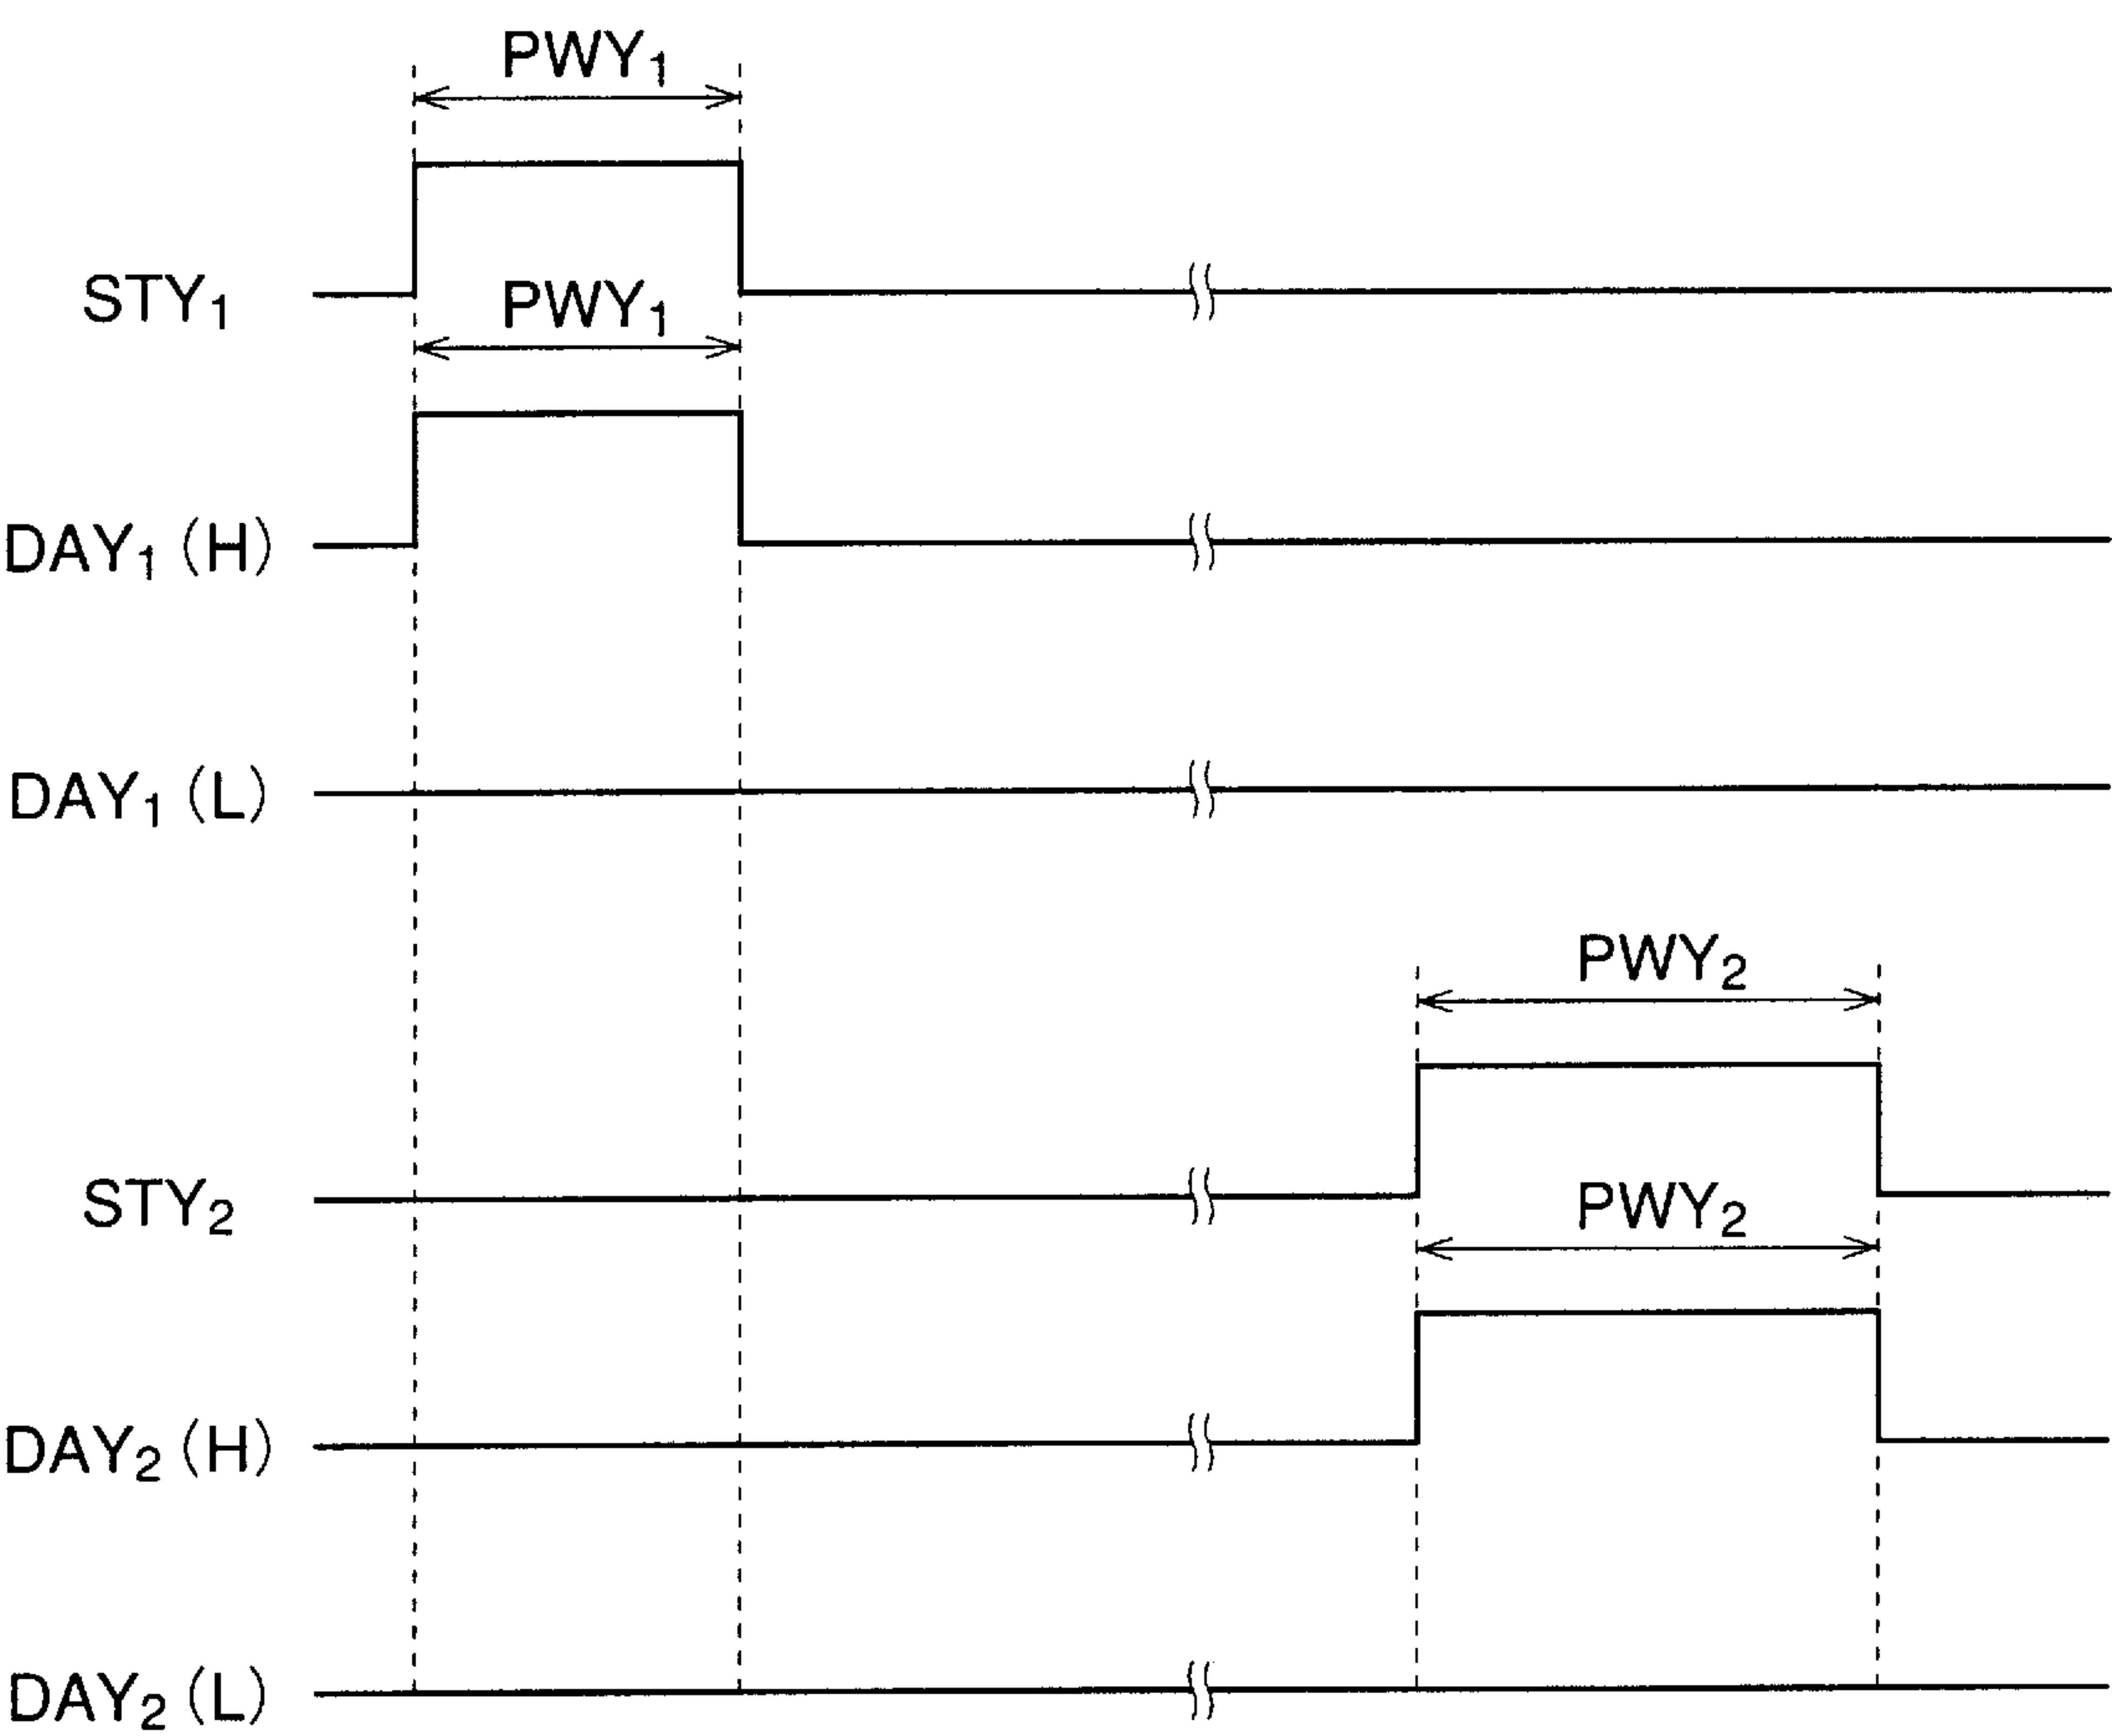 PWY₁
STY₁
PWY₁
DAY₁ (H)
DAY₁ (L)
PWY₂
STY₂
PWY₂
DAY₂ (H)
DAY₂ (L)